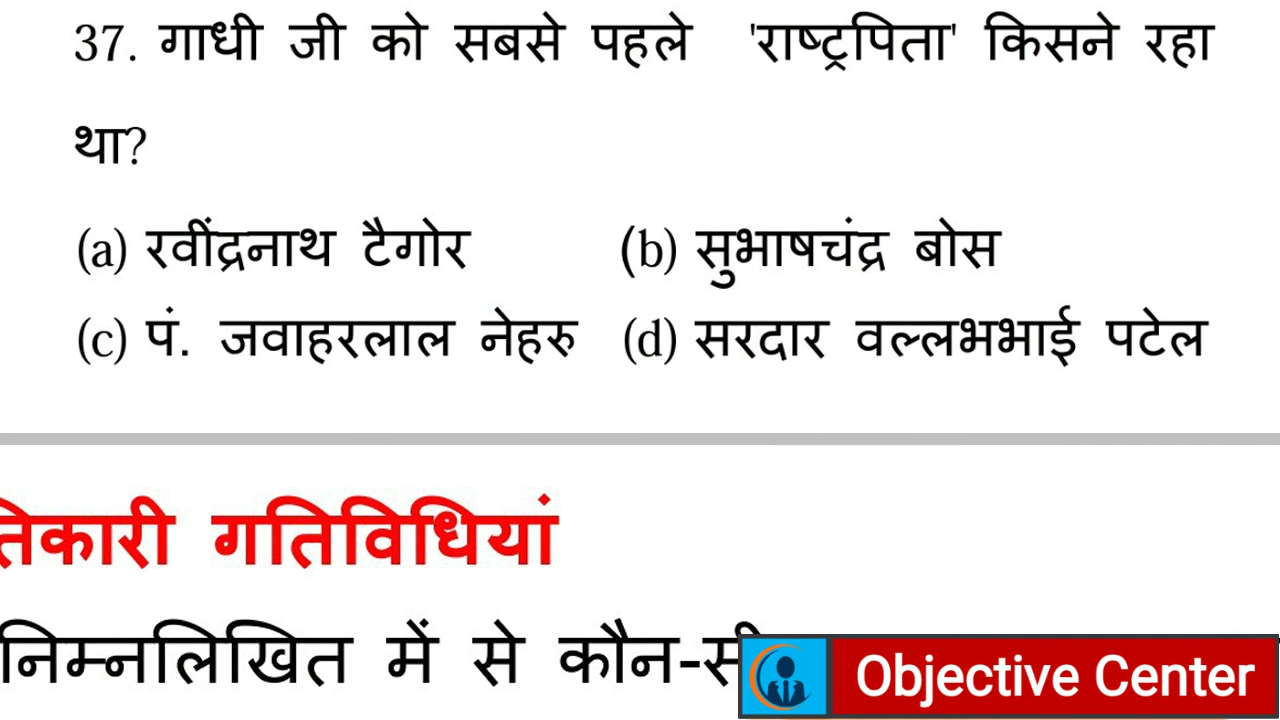 37. गाधी जी को सबसे पहले 'राष्ट्रपिता' किसने रहा
था?
(a) रवींद्रनाथ टैगोर (b) सुभाषचंद्र बोस
(c) पं. जवाहरलाल नेहरु (d) सरदार वल्लभभाई पटेल
तिकारी गतिविधियां
निम्नलिखित में से कौन-सी
Objective Center